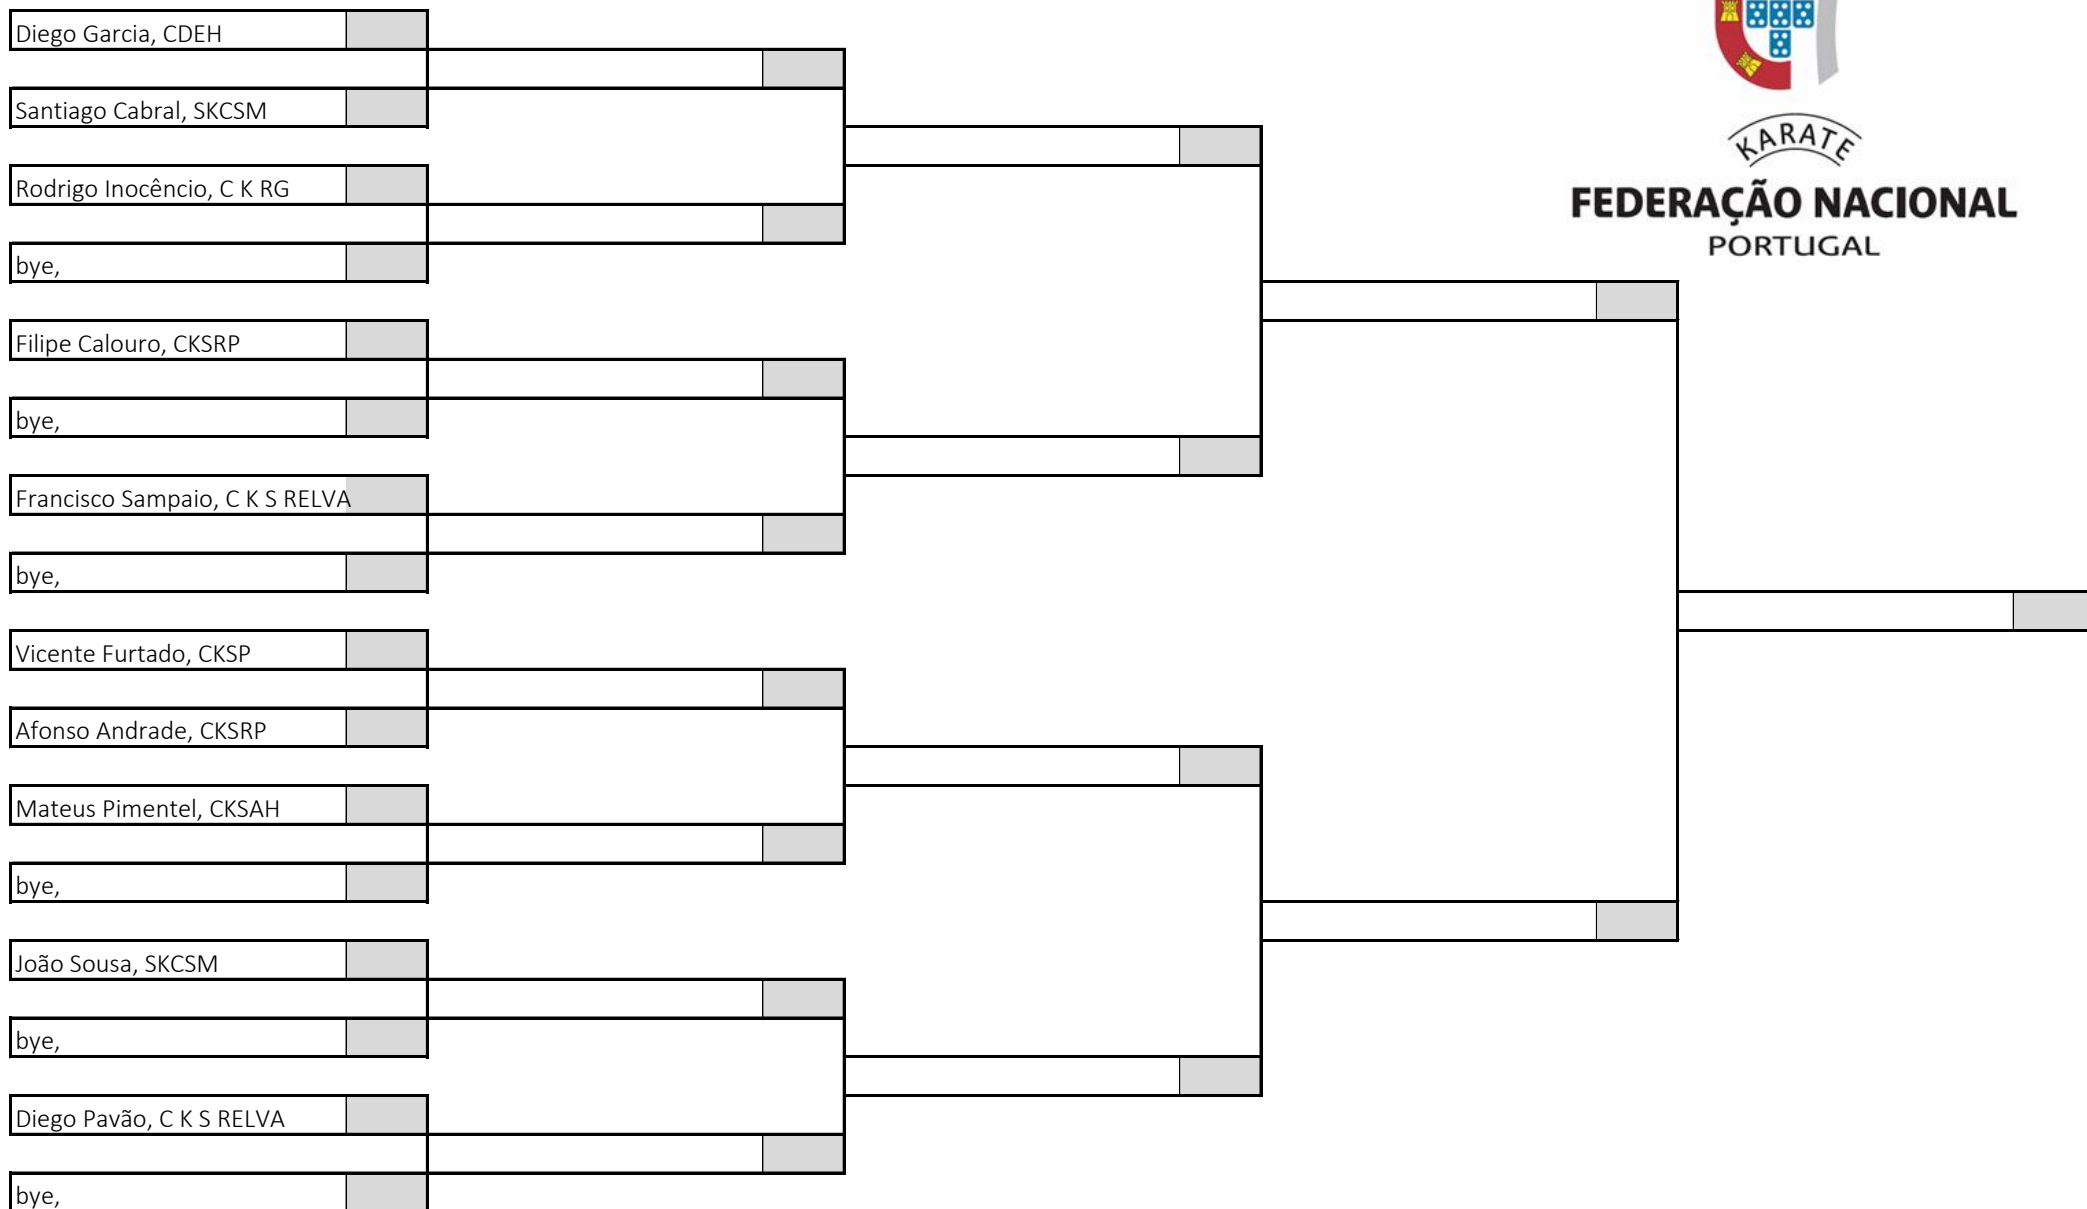 Diego Garcia, CDEH
Santiago Cabral, SKCSM
Rodrigo Inocêncio, C K RG
bye,
Filipe Calouro, CKSRP
bye,
Francisco Sampaio, C K S RELVA
bye,
Vicente Furtado, CKSP
Afonso Andrade, CKSRP
Mateus Pimentel, CKSAH
bye,
João Sousa, SKCSM
bye,
Diego Pavão, C K S RELVA
bye,
KARATE
FEDERAÇÃO NACIONAL
PORTUGAL